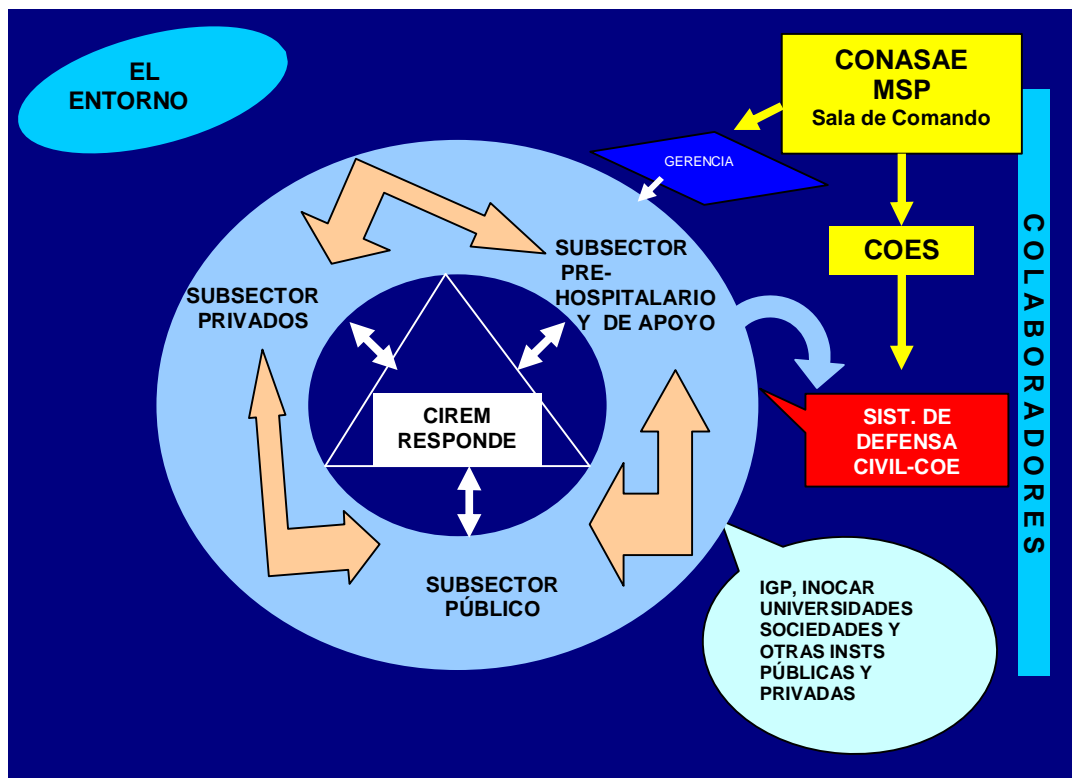 EL
ENTORNO
CONASAE
MSP
Sala de Comando
GERENCIA
COES
COLABORADORES
SUBSECTOR
PRE-
HOSPITALARIO
Y DE APOYO
SUBSECTOR
PRIVADOS
CIREM
RESPONDE
SIST. DE
DEFENSA
CIVIL-COE
SUBSECTOR
PÚBLICO
IGP, INOCAR
UNIVERSIDADES
SOCIEDADES Y
OTRAS INSTS
PÚBLICAS Y
PRIVADAS